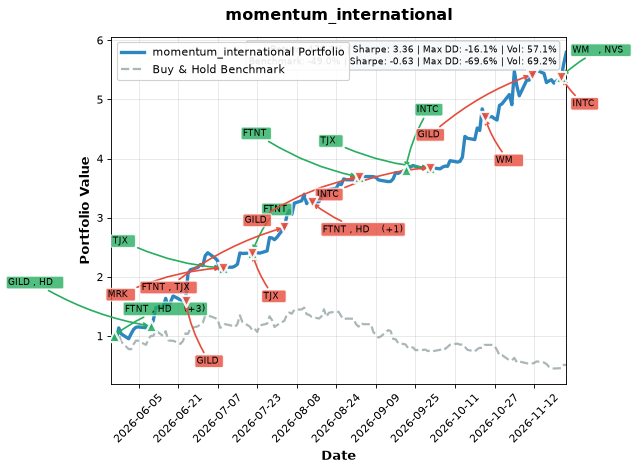 momentum_international
momentum_international Portfolio
Buy & Hold Benchmark
Sharpe: 3.36 | Max DD: -16.1% | Vol: 57.1%
Benchmark: -49.0% | Sharpe: -0.63 | Max DD: -69.6% | Vol: 69.2%
WM , NVS
INTC
INTC
GILD
FTNT
TJX
WM
INTC
FTNT
GILD
FTNT , HD (+1)
TJX
TJX
GILD , HD
FTNT , TJX
MRK
FTNT , HD (+3)
GILD
Portfolio Value
6
5
4
3
2
1
2026-06-05
2026-06-21
2026-07-07
2026-07-23
2026-08-08
2026-08-24
2026-09-09
2026-09-25
2026-10-11
2026-10-27
2026-11-12
Date